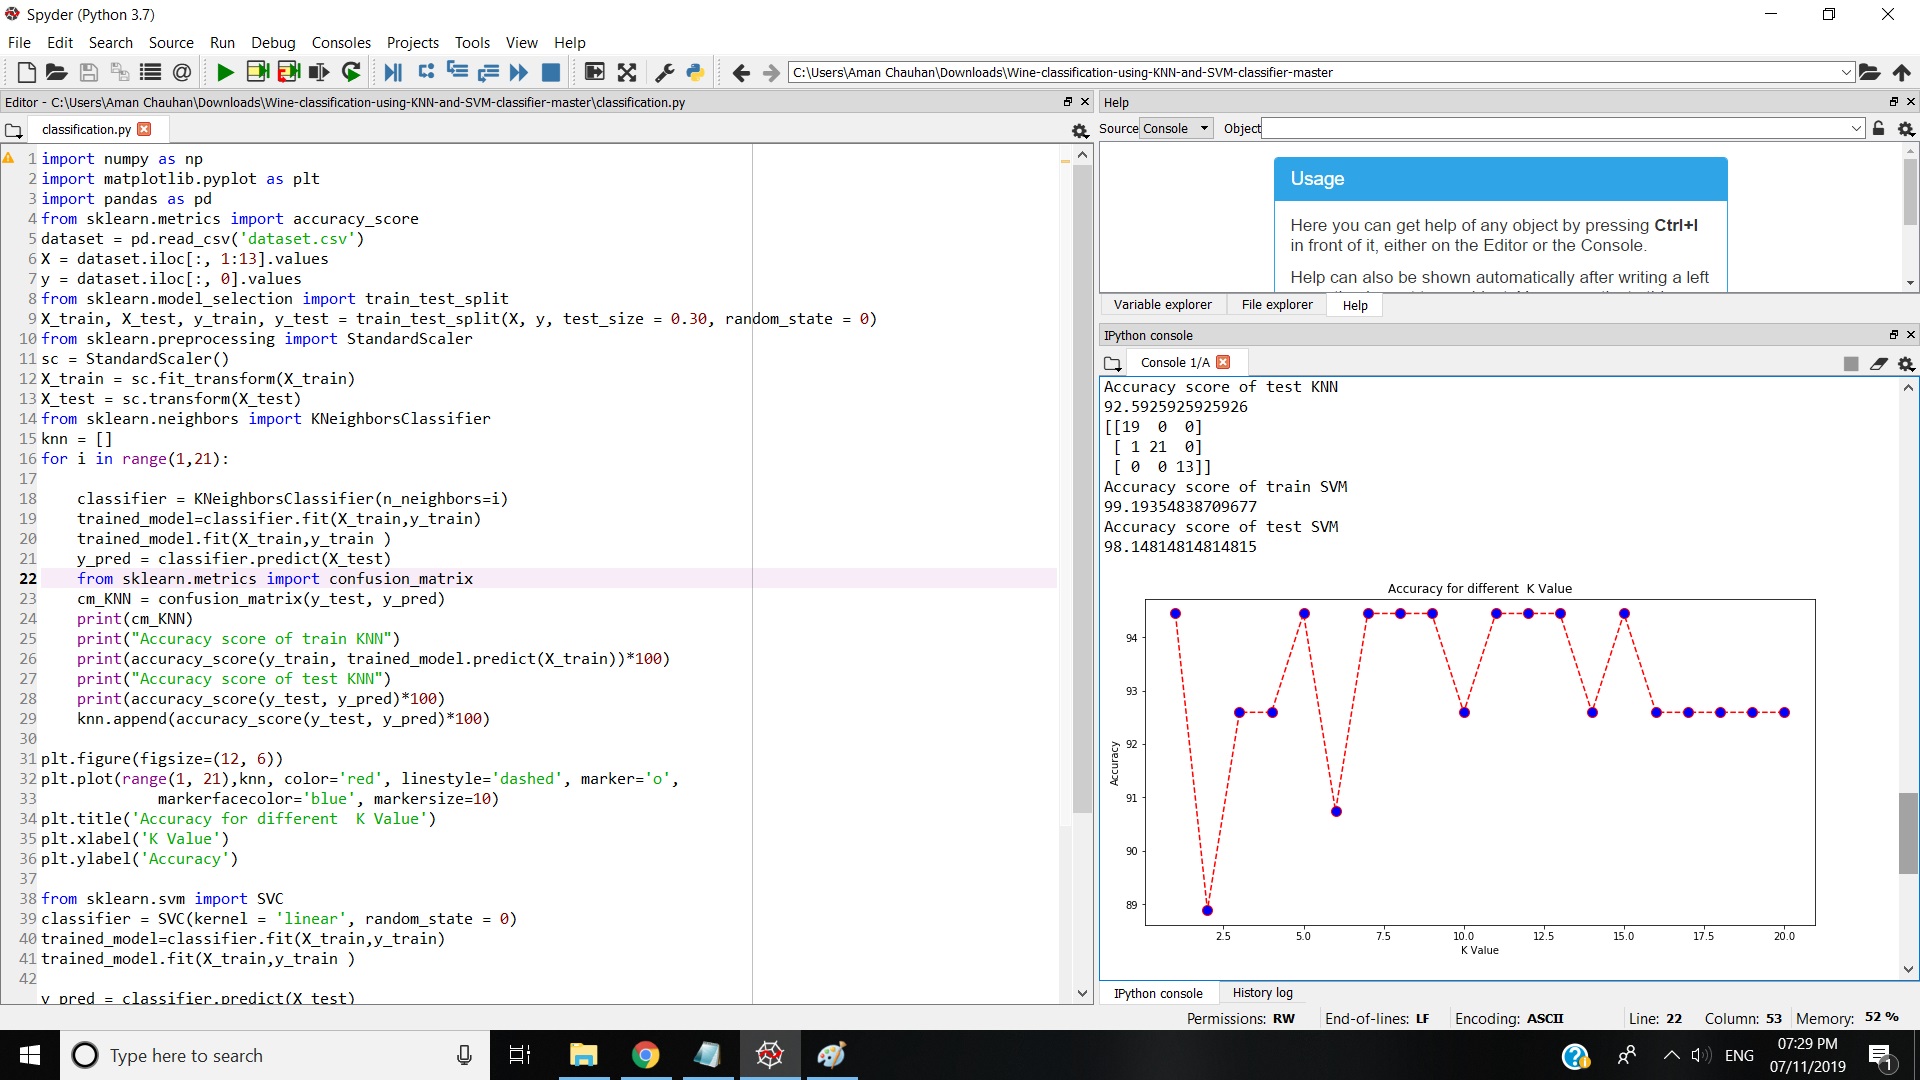 Spyder (Python 3.7)
File Edit Search Source Run Debug Consoles Projects Tools View Help
C:\Users\Aman Chauhan\Downloads\Wine-classification-using-KNN-and-SVM-classifier-master
Editor - C:\Users\Aman Chauhan\Downloads\Wine-classification-using-KNN-and-SVM-classifier-master\classification.py
classification.py
1 import numpy as np
2 import matplotlib.pyplot as plt
3 import pandas as pd
4 from sklearn.metrics import accuracy_score
5 dataset = pd.read_csv('dataset.csv')
6 X = dataset.iloc[:, 1:13].values
7 y = dataset.iloc[:, 0].values
8 from sklearn.model_selection import train_test_split
9 X_train, X_test, y_train, y_test = train_test_split(X, y, test_size = 0.30, random_state = 0)
10 from sklearn.preprocessing import StandardScaler
11 sc = StandardScaler()
12 X_train = sc.fit_transform(X_train)
13 X_test = sc.transform(X_test)
14 from sklearn.neighbors import KNeighborsClassifier
15 knn = []
16 for i in range(1,21):
17
18     classifier = KNeighborsClassifier(n_neighbors=i)
19     trained_model=classifier.fit(X_train,y_train)
20     trained_model.fit(X_train,y_train )
21     y_pred = classifier.predict(X_test)
22     from sklearn.metrics import confusion_matrix
23     cm_KNN = confusion_matrix(y_test, y_pred)
24     print(cm_KNN)
25     print("Accuracy score of train KNN")
26     print(accuracy_score(y_train, trained_model.predict(X_train))*100)
27     print("Accuracy score of test KNN")
28     print(accuracy_score(y_test, y_pred)*100)
29     knn.append(accuracy_score(y_test, y_pred)*100)
30
31 plt.figure(figsize=(12, 6))
32 plt.plot(range(1, 21),knn, color='red', linestyle='dashed', marker='o',
33              markerfacecolor='blue', markersize=10)
34 plt.title('Accuracy for different  K Value')
35 plt.xlabel('K Value')
36 plt.ylabel('Accuracy')
37
38 from sklearn.svm import SVC
39 classifier = SVC(kernel = 'linear', random_state = 0)
40 trained_model=classifier.fit(X_train,y_train)
41 trained_model.fit(X_train,y_train )
42
y_pred = classifier.predict(X_test)
Help
Source Console Object
Usage
Here you can get help of any object by pressing Ctrl+I
in front of it, either on the Editor or the Console.
Help can also be shown automatically after writing a left
Variable explorer File explorer Help
IPython console
Console 1/A
Accuracy score of test KNN
92.5925925925926
[[19  0  0]
 [ 1 21  0]
 [ 0  0 13]]
Accuracy score of train SVM
99.19354838709677
Accuracy score of test SVM
98.14814814814815
Accuracy for different  K Value
94
93
92
91
90
89
Accuracy
2.5 5.0 7.5 10.0 12.5 15.0 17.5 20.0
K Value
IPython console History log
Permissions: RW End-of-lines: LF Encoding: ASCII Line: 22 Column: 53 Memory: 52 %
Type here to search
ENG
07:29 PM
07/11/2019
1